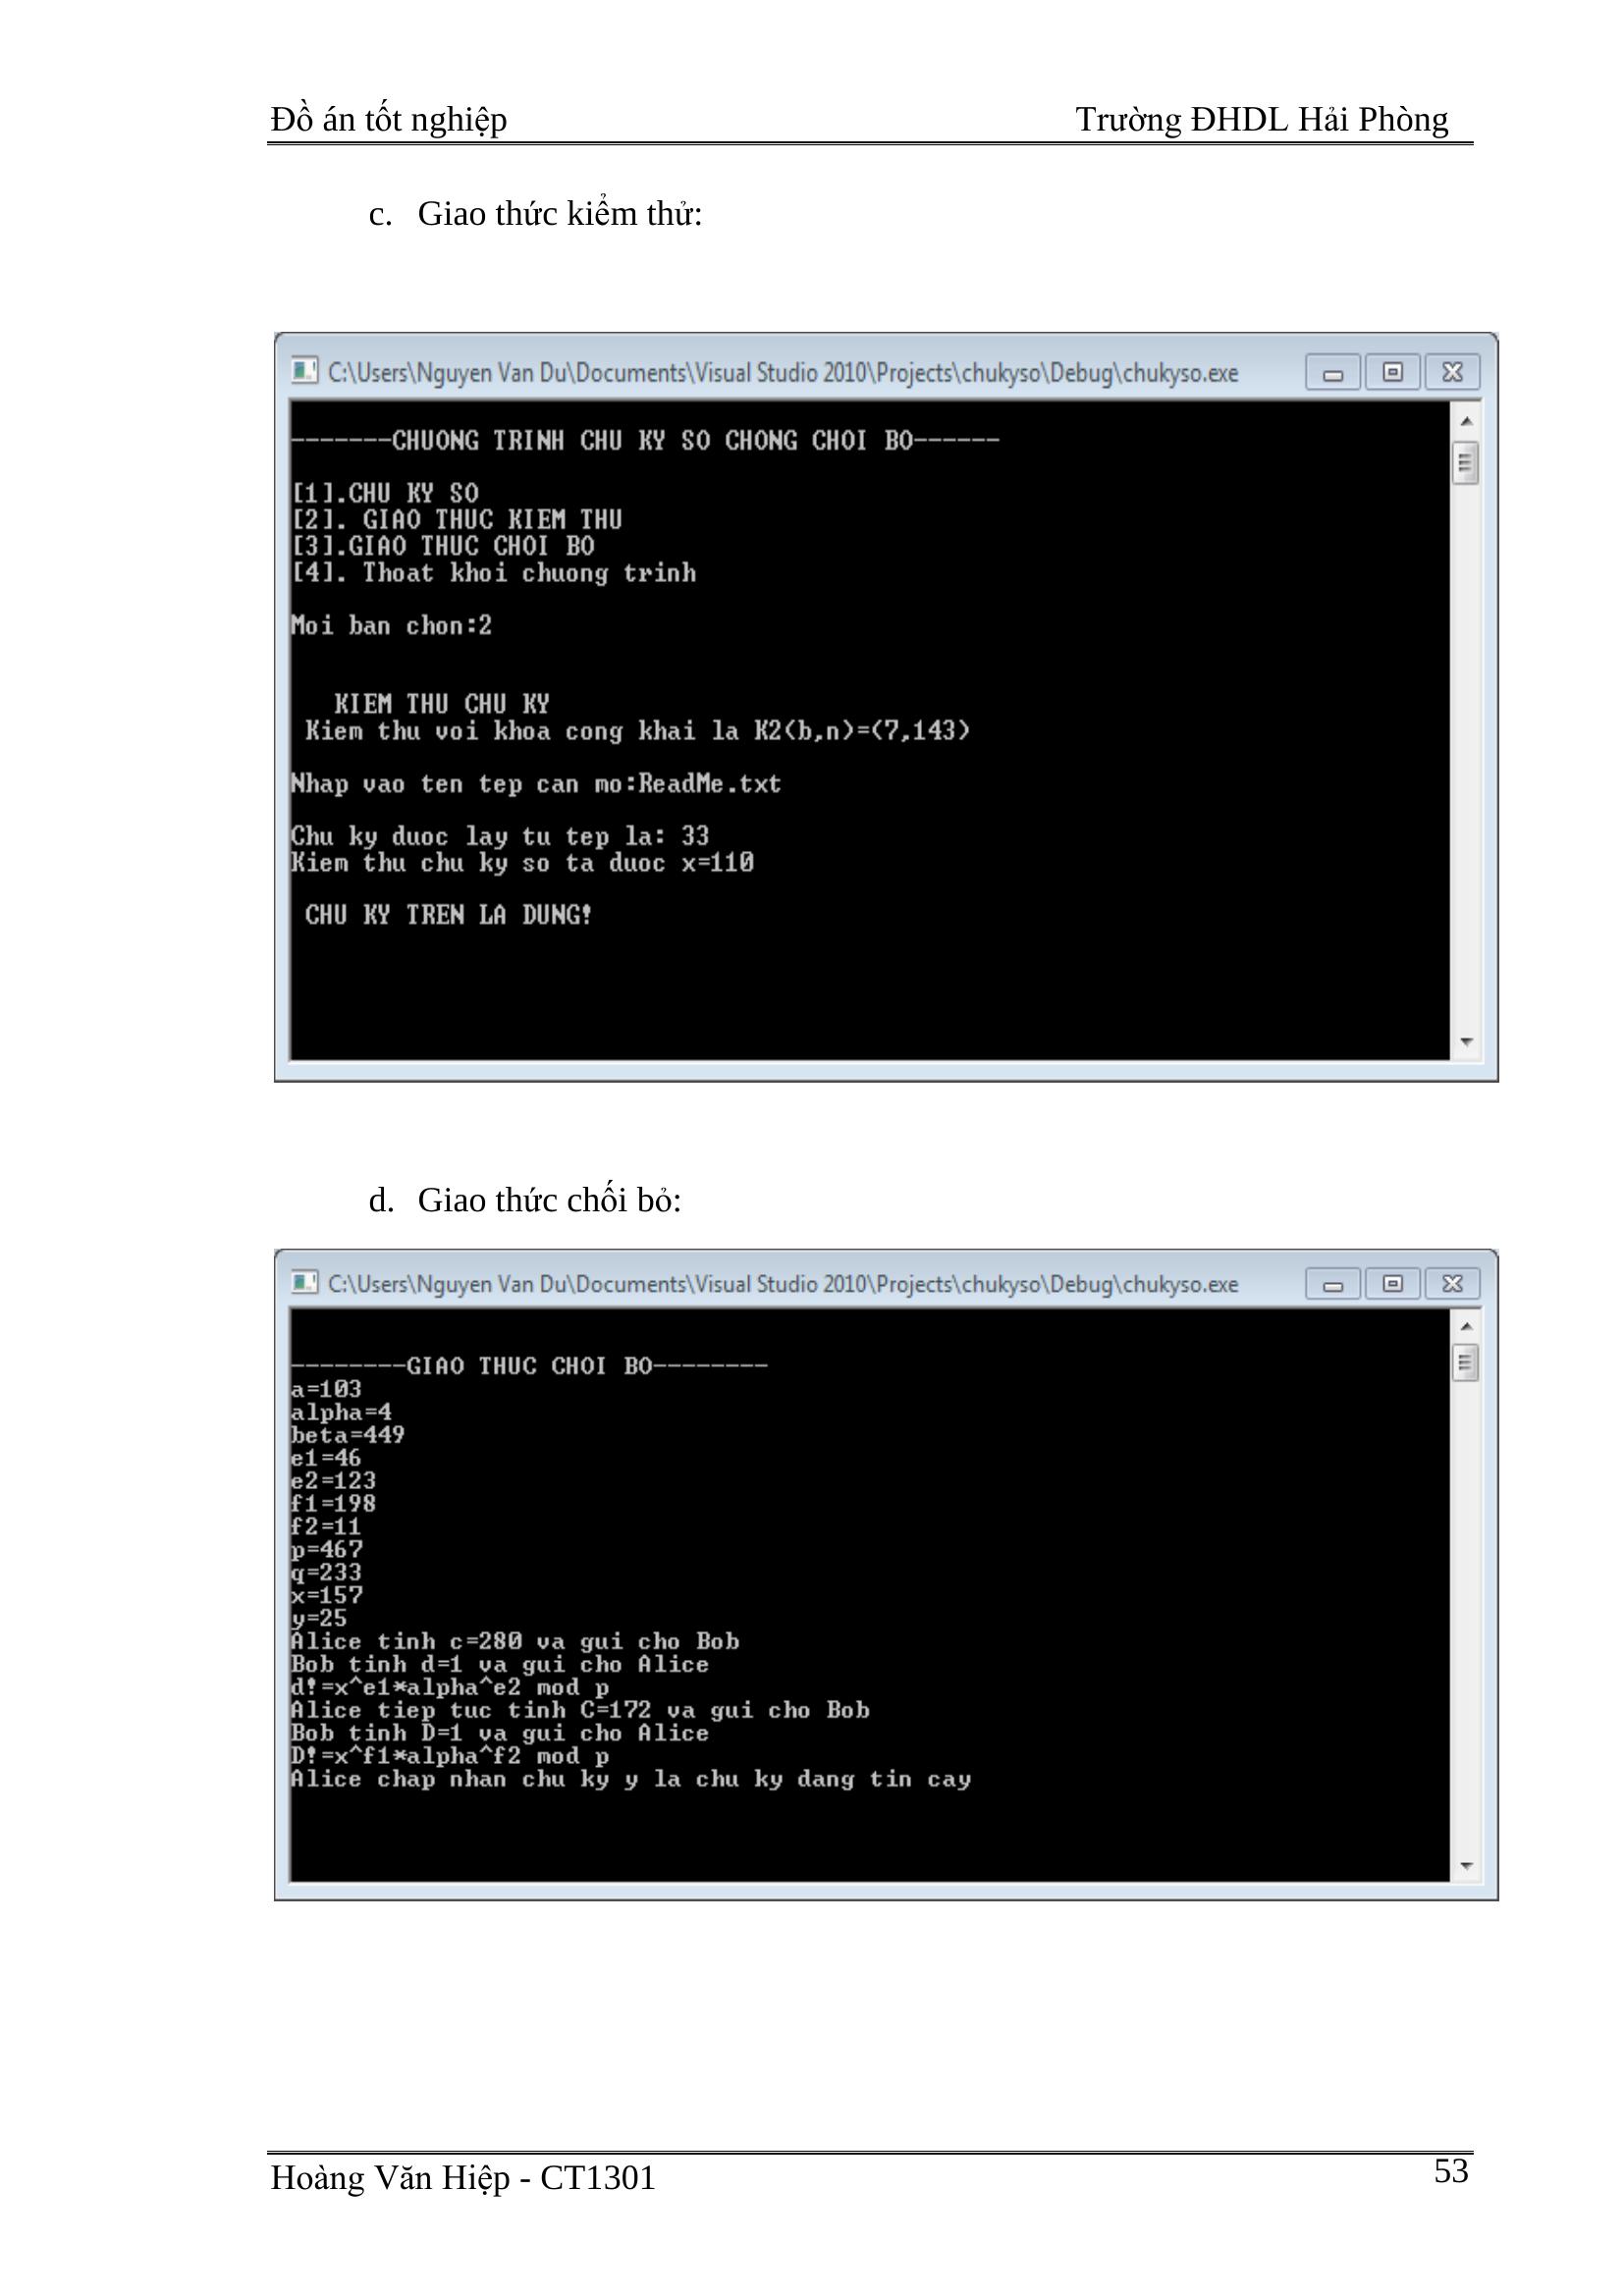 Đồ án tốt nghiệp Trường ĐHDL Hải Phòng
c. Giao thức kiểm thử:
C:\Users\Nguyen Van Du\Documents\Visual Studio 2010\Projects\chukyso\Debug\chukyso.exe
-------CHUONG TRINH CHU KY SO CHONG CHOI BO------
[1].CHU KY SO
[2]. GIAO THUC KIEM THU
[3].GIAO THUC CHOI BO
[4]. Thoat khoi chuong trinh
Moi ban chon:2
KIEM THU CHU KY
Kiem thu voi khoa cong khai la K2(b,n)=(7,143)
Nhap vao ten tep can mo:ReadMe.txt
Chu ky duoc lay tu tep la: 33
Kiem thu chu ky so ta duoc x=110
CHU KY TREN LA DUNG!
d. Giao thức chối bỏ:
C:\Users\Nguyen Van Du\Documents\Visual Studio 2010\Projects\chukyso\Debug\chukyso.exe
--------GIAO THUC CHOI BO--------
a=103
alpha=4
beta=449
e1=46
e2=123
f1=198
f2=11
p=467
q=233
x=157
y=25
Alice tinh c=280 va gui cho Bob
Bob tinh d=1 va gui cho Alice
d!=x^e1*alpha^e2 mod p
Alice tiep tuc tinh C=172 va gui cho Bob
Bob tinh D=1 va gui cho Alice
D!=x^f1*alpha^f2 mod p
Alice chap nhan chu ky y la chu ky dang tin cay
Hoàng Văn Hiệp - CT1301 53